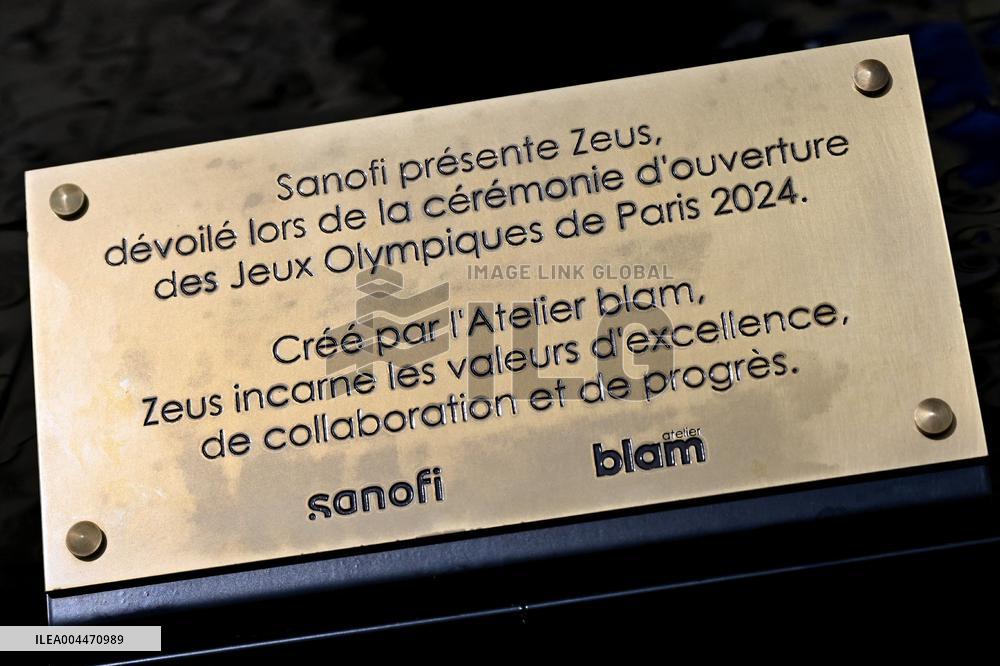 Sanofi présente Zeus,
dévoilé lors de la cérémonie d'ouverture
des Jeux Olympiques de Paris 2024.
IMAGE LINK GLOBAL
ILG
Créé par l'Atelier blam,
Zeus incarne les valeurs d'excellence,
de collaboration et de progrès.
sanofi
atelier
blam
ILEA004470989